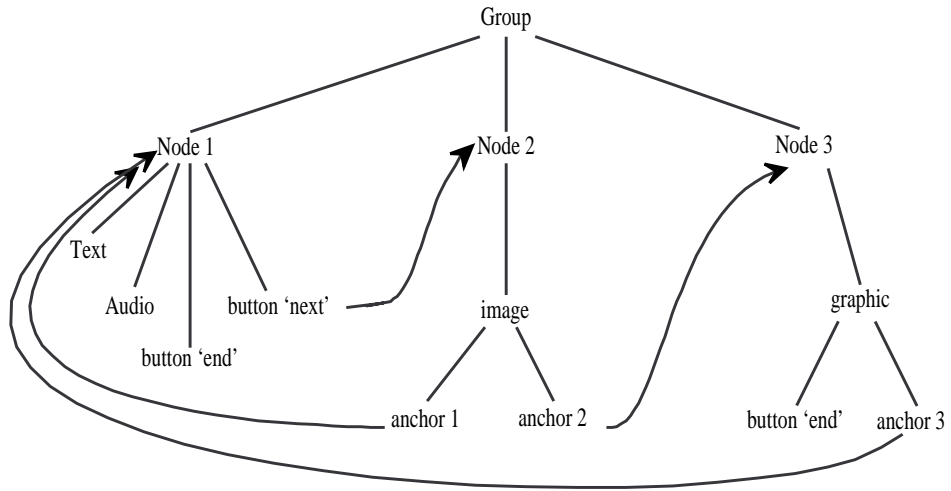 Group
Node 1
Node 2
Node 3
Text
Audio
button ‘next’
image
graphic
button ‘end’
anchor 1
anchor 2
button ‘end’
anchor 3